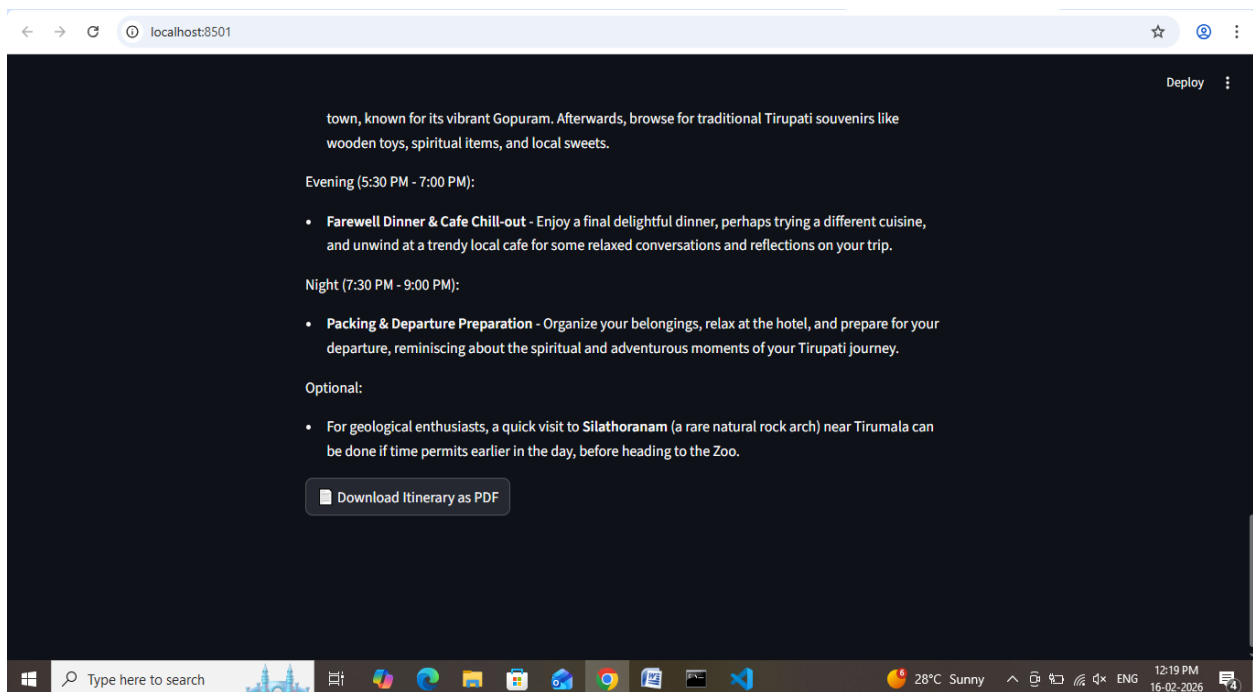 localhost:8501
Deploy
town, known for its vibrant Gopuram. Afterwards, browse for traditional Tirupati souvenirs like
wooden toys, spiritual items, and local sweets.
Evening (5:30 PM - 7:00 PM):
• Farewell Dinner & Cafe Chill-out - Enjoy a final delightful dinner, perhaps trying a different cuisine,
and unwind at a trendy local cafe for some relaxed conversations and reflections on your trip.
Night (7:30 PM - 9:00 PM):
• Packing & Departure Preparation - Organize your belongings, relax at the hotel, and prepare for your
departure, reminiscing about the spiritual and adventurous moments of your Tirupati journey.
Optional:
• For geological enthusiasts, a quick visit to Silathoranam (a rare natural rock arch) near Tirumala can
be done if time permits earlier in the day, before heading to the Zoo.
Download Itinerary as PDF
Type here to search
6
28°C Sunny
ENG
12:19 PM
16-02-2026
4